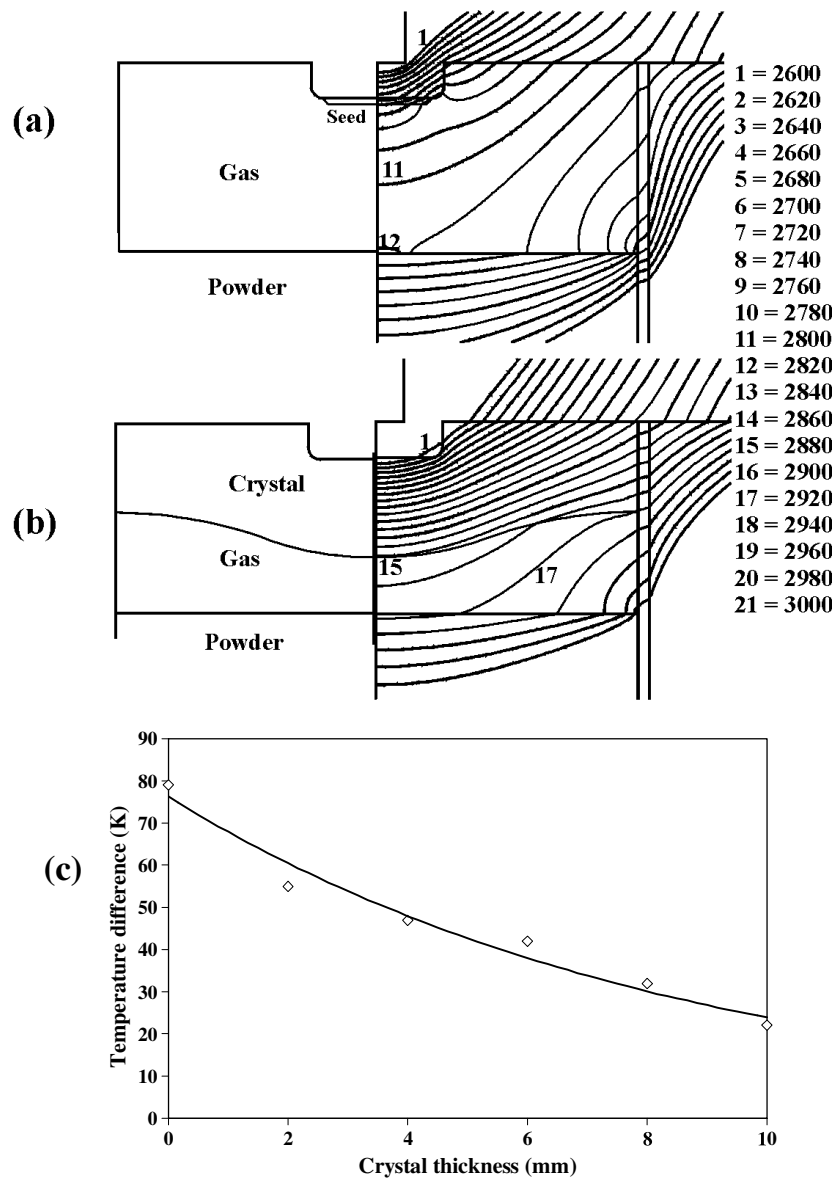 (a)
1
Seed
Gas
11
12
Powder
(b)
1
Crystal
Gas
15
17
Powder
1 = 2600
2 = 2620
3 = 2640
4 = 2660
5 = 2680
6 = 2700
7 = 2720
8 = 2740
9 = 2760
10 = 2780
11 = 2800
12 = 2820
13 = 2840
14 = 2860
15 = 2880
16 = 2900
17 = 2920
18 = 2940
19 = 2960
20 = 2980
21 = 3000
(c)
Temperature difference (K)
90
80
70
60
50
40
30
20
10
0
0 2 4 6 8 10
Crystal thickness (mm)